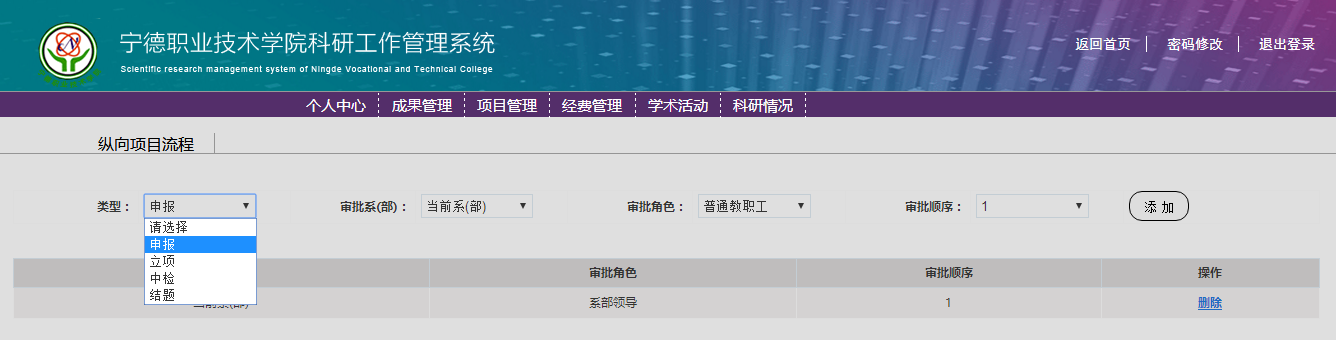 宁德职业技术学院科研工作管理系统
Scientific research management system of Ningde Vocational and Technical College
返回首页 密码修改 退出登录
个人中心 成果管理 项目管理 经费管理 学术活动 科研情况
纵向项目流程
类型： 申报 审批系(部)： 当前系(部) 审批角色： 普通教职工 审批顺序： 1 添 加
请选择
申报
立项
中检
结题
审批角色 审批顺序 操作
当前系(部) 系部领导 1 删除